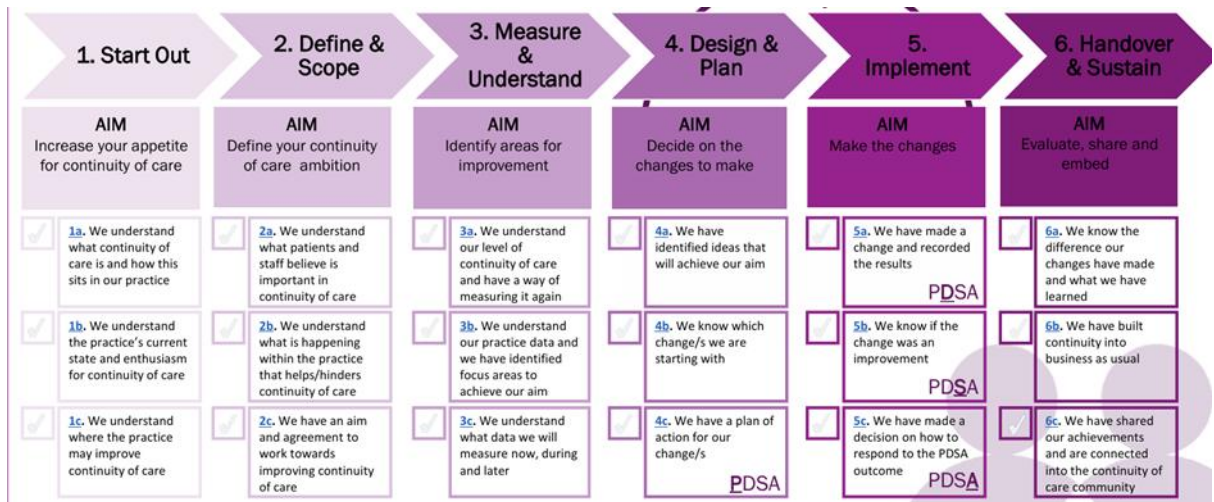 1. Start Out
2. Define &
Scope
3. Measure
&
Understand
4. Design &
Plan
5.
Implement
6. Handover
& Sustain
AIM
Increase your appetite
for continuity of care
AIM
Define your continuity
of care ambition
AIM
Identify areas for
improvement
AIM
Decide on the
changes to make
AIM
Make the changes
AIM
Evaluate, share and
embed
1a. We understand
what continuity of
care is and how this
sits in our practice
2a. We understand
what patients and
staff believe is
important in
continuity of care
3a. We understand
our level of
continuity of care
and have a way of
measuring it again
4a. We have
identified ideas that
will achieve our aim
5a. We have made a
change and recorded
the results
PDSA
6a. We know the
difference our
changes have made
and what we have
learned
1b. We understand
the practice's current
state and enthusiasm
for continuity of care
2b. We understand
what is happening
within the practice
that helps/hinders
continuity of care
3b. We understand
our practice data and
we have identified
focus areas to
achieve our aim
4b. We know which
change/s we are
starting with
5b. We know if the
change was an
improvement
PDSA
6b. We have built
continuity into
business as usual
1c. We understand
where the practice
may improve
continuity of care
2c. We have an aim
and agreement to
work towards
improving continuity
of care
3c. We understand
what data we will
measure now, during
and later
4c. We have a plan of
action for our
change/s
PDSA
5c. We have made a
decision on how to
respond to the PDSA
outcome
PDSA
6c. We have shared
our achievements
and are connected
into the continuity of
care community